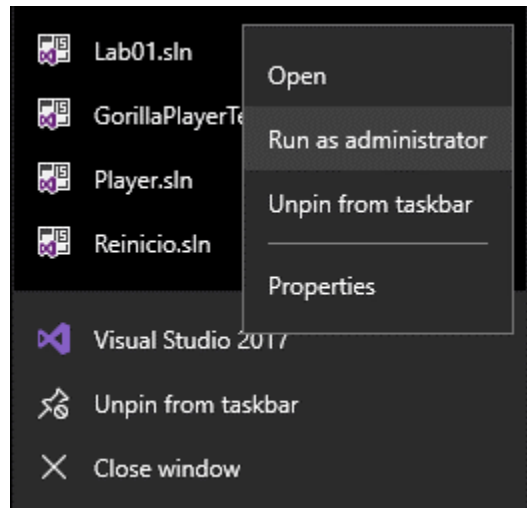 Lab01.sln
GorillaPlayerTe
Player.sln
Reinicio.sln
Visual Studio 2017
Unpin from taskbar
Close window
Open
Run as administrator
Unpin from taskbar
Properties